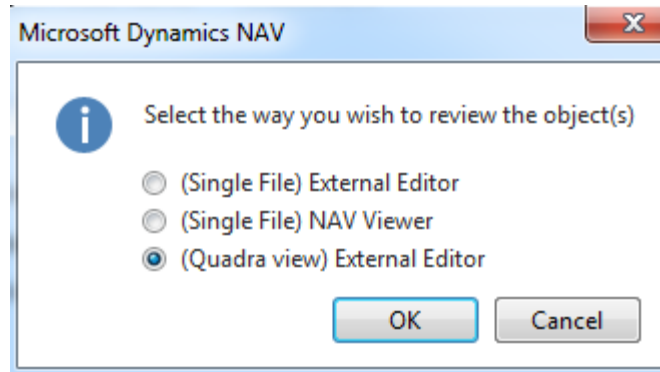 Microsoft Dynamics NAV
Select the way you wish to review the object(s)
(Single File) External Editor
(Single File) NAV Viewer
(Quadra view) External Editor
OK Cancel